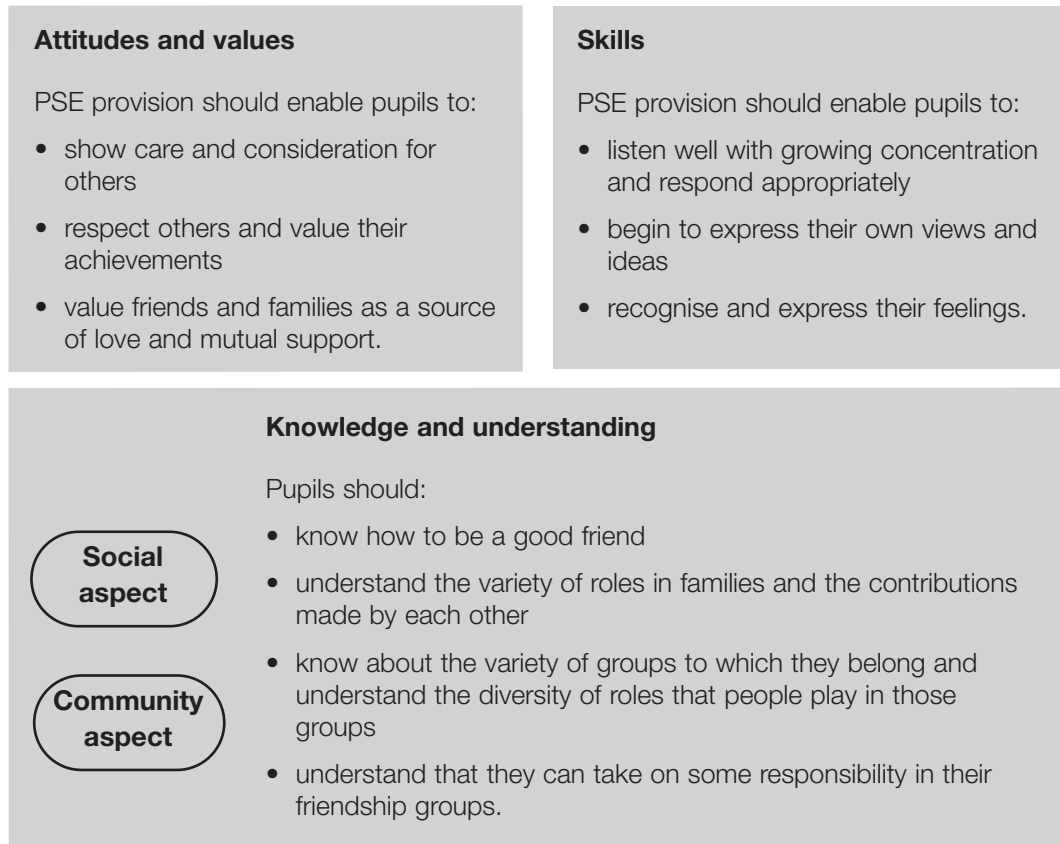 Attitudes and values
PSE provision should enable pupils to:
• show care and consideration for
others
• respect others and value their
achievements
• value friends and families as a source
of love and mutual support.
Skills
PSE provision should enable pupils to:
• listen well with growing concentration
and respond appropriately
• begin to express their own views and
ideas
• recognise and express their feelings.
Knowledge and understanding
Pupils should:
• know how to be a good friend
• understand the variety of roles in families and the contributions
made by each other
• know about the variety of groups to which they belong and
understand the diversity of roles that people play in those
groups
• understand that they can take on some responsibility in their
friendship groups.
Social
aspect
Community
aspect